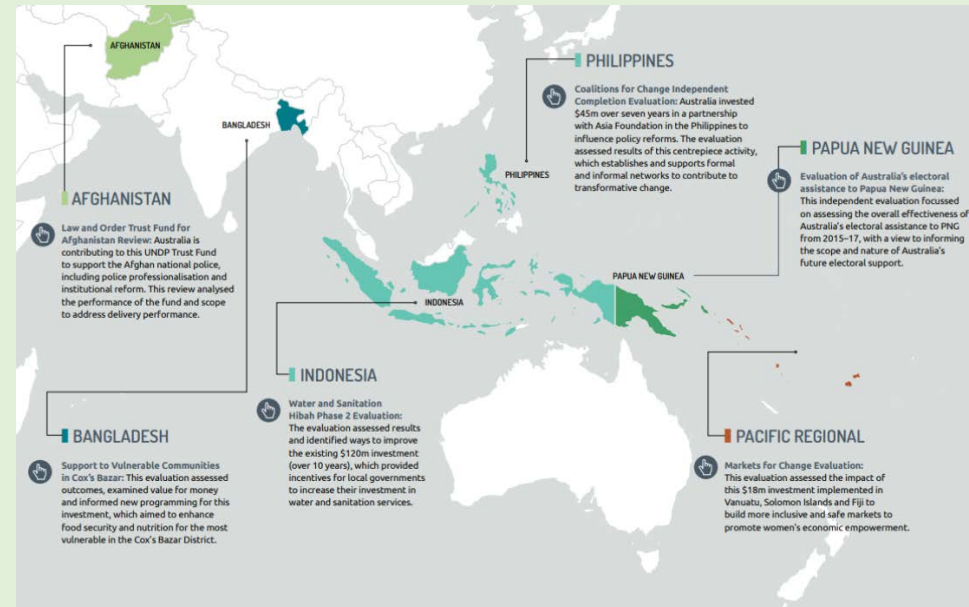 AFGHANISTAN
BANGLADESH
PHILIPPINES
PAPUA NEW GUINEA
INDONESIA
PHILIPPINES
Coalitions for Change Independent
Completion Evaluation: Australia invested
$45m over seven years in a partnership
with Asia Foundation in the Philippines to
influence policy reforms. The evaluation
assessed results of this centrepiece activity,
which establishes and supports formal
and informal networks to contribute to
transformative change.
PAPUA NEW GUINEA
Evaluation of Australia's electoral
assistance to Papua New Guinea:
This independent evaluation focussed
on assessing the overall effectiveness of
Australia's electoral assistance to PNG
from 2015–17, with a view to informing
the scope and nature of Australia's
future electoral support.
AFGHANISTAN
Law and Order Trust Fund for
Afghanistan Review: Australia is
contributing to this UNDP Trust Fund
to support the Afghan national police,
including police professionalisation and
institutional reform. This review analysed
the performance of the fund and scope
to address delivery performance.
INDONESIA
Water and Sanitation
Hibah Phase 2 Evaluation:
The evaluation assessed results
and identified ways to improve
the existing $120m investment
(over 10 years), which provided
incentives for local governments
to increase their investment in
water and sanitation services.
BANGLADESH
Support to Vulnerable Communities
in Cox's Bazar: This evaluation assessed
outcomes, examined value for money
and informed new programming for this
investment, which aimed to enhance
food security and nutrition for the most
vulnerable in the Cox's Bazar District.
PACIFIC REGIONAL
Markets for Change Evaluation:
This evaluation assessed the impact of
this $18m investment implemented in
Vanuatu, Solomon Islands and Fiji to
build more inclusive and safe markets to
promote women's economic empowerment.